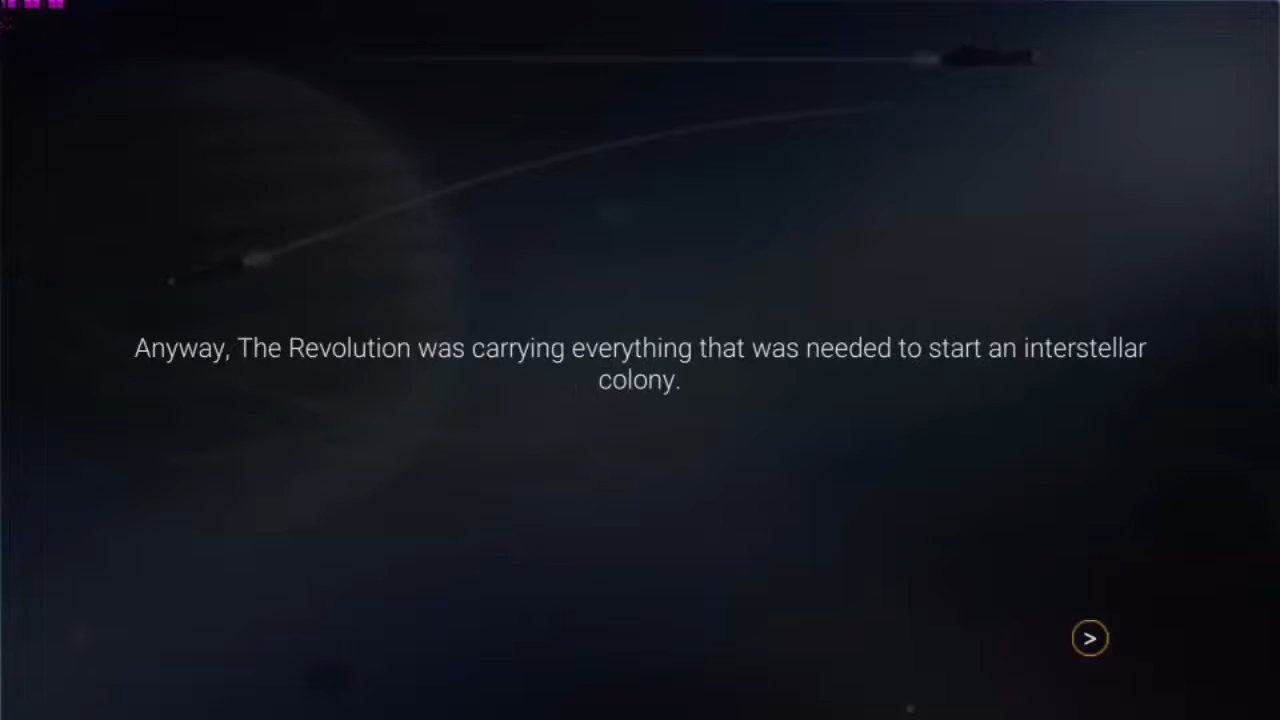 Anyway, The Revolution was carrying everything that was needed to start an interstellar
colony.
>